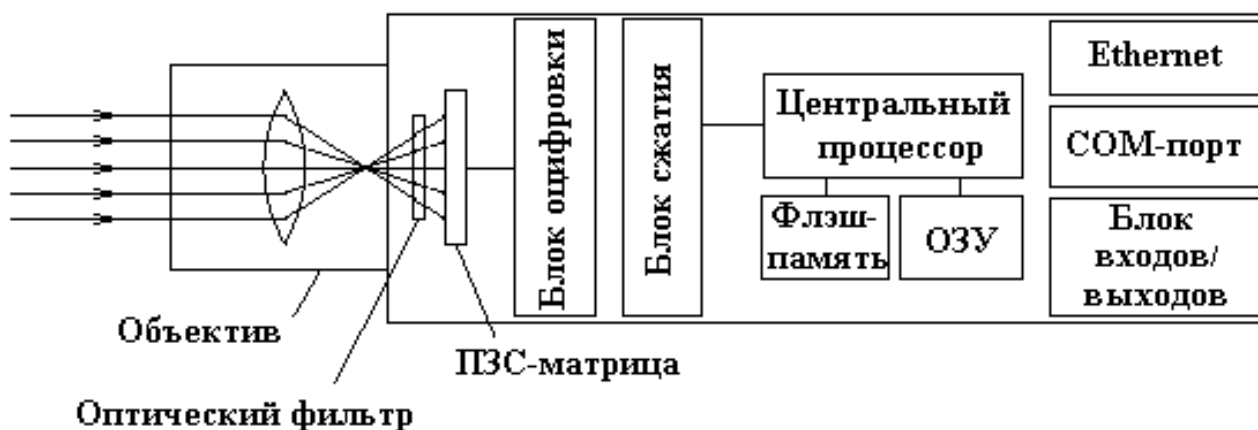 Блок оцифровки
Блок сжатия
Центральный
процессор
Флэш-
память
ОЗУ
Ethernet
COM-порт
Блок
входов/
выходов
Объектив
ПЗС-матрица
Оптический фильтр